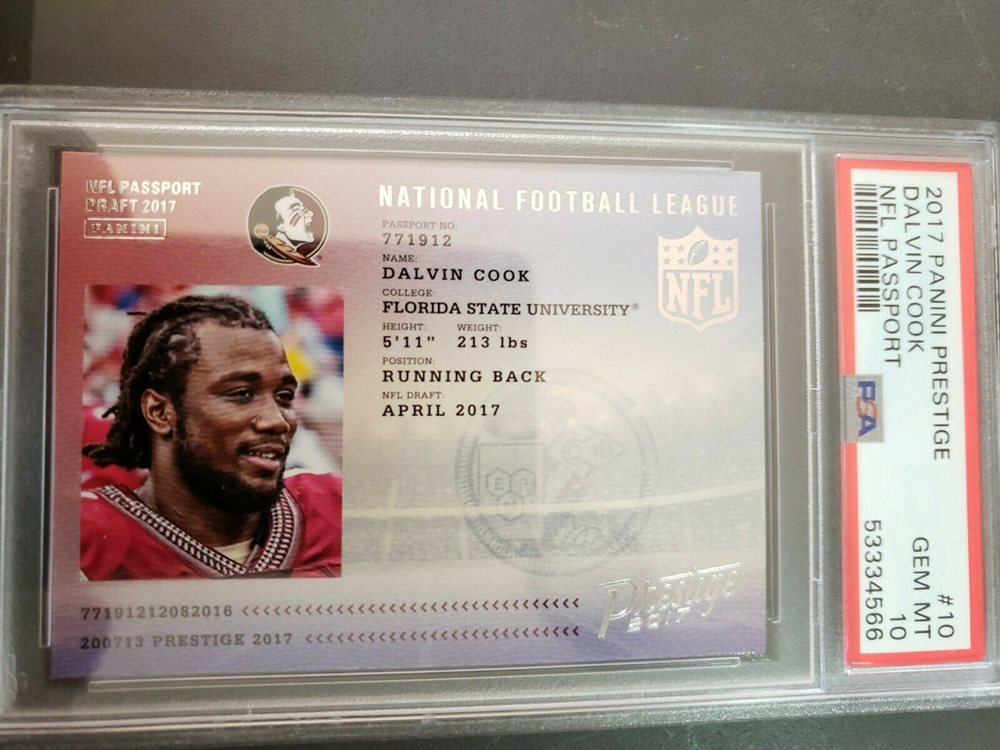 NFL PASSPORT
DRAFT 2017
PANINI
NATIONAL FOOTBALL LEAGUE
PASSPORT NO:
771912
NAME:
DALVIN COOK
COLLEGE:
FLORIDA STATE UNIVERSITY®
HEIGHT: WEIGHT:
5'11" 213 lbs
POSITION:
RUNNING BACK
NFL DRAFT:
APRIL 2017
NFL
77191212082016 <<<<<<<<<<<<<<<<<<<<<<<<<<<<<<<<<<<
200713 PRESTIGE 2017 <<<<<<<<<<<<<<<<<<<<<<<<<<<<
Prestige
2017
2017 PANINI PRESTIGE #10
DALVIN COOK GEM MT
NFL PASSPORT 10
53334566
PSA